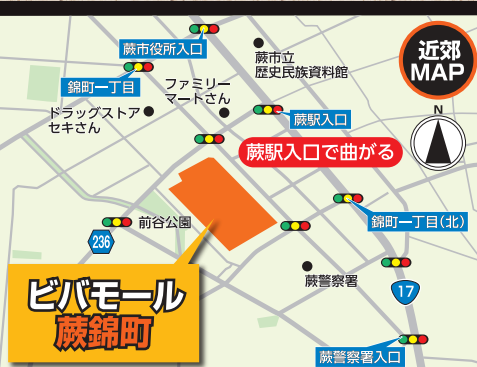 近郊
MAP
N
蕨市役所入口
蕨市立
歴史民族資料館
錦町一丁目
ファミリー
マートさん
ドラッグストア
セキさん
蕨駅入口
蕨駅入口で曲がる
前谷公園
236
錦町一丁目(北)
蕨警察署
17
ビバモール
蕨錦町
蕨警察署入口